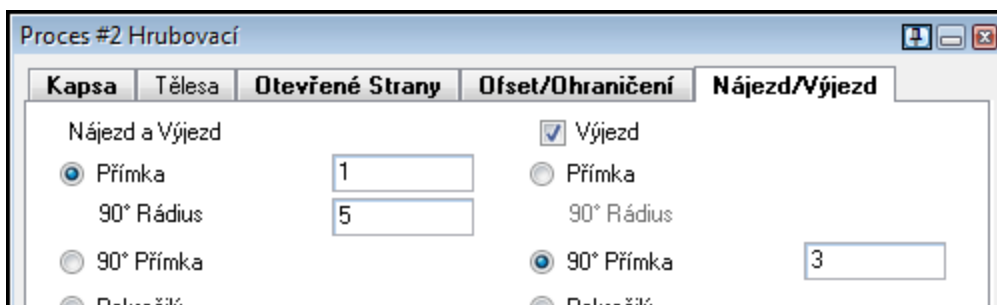 Proces #2 Hrubovací
Kapsa Tělesa Otevřené Strany Ofset/Ohraničení Nájezd/Výjezd
Nájezd a Výjezd Výjezd
Přímka 1 Přímka
90° Rádius 5 90° Rádius
90° Přímka 90° Přímka 3